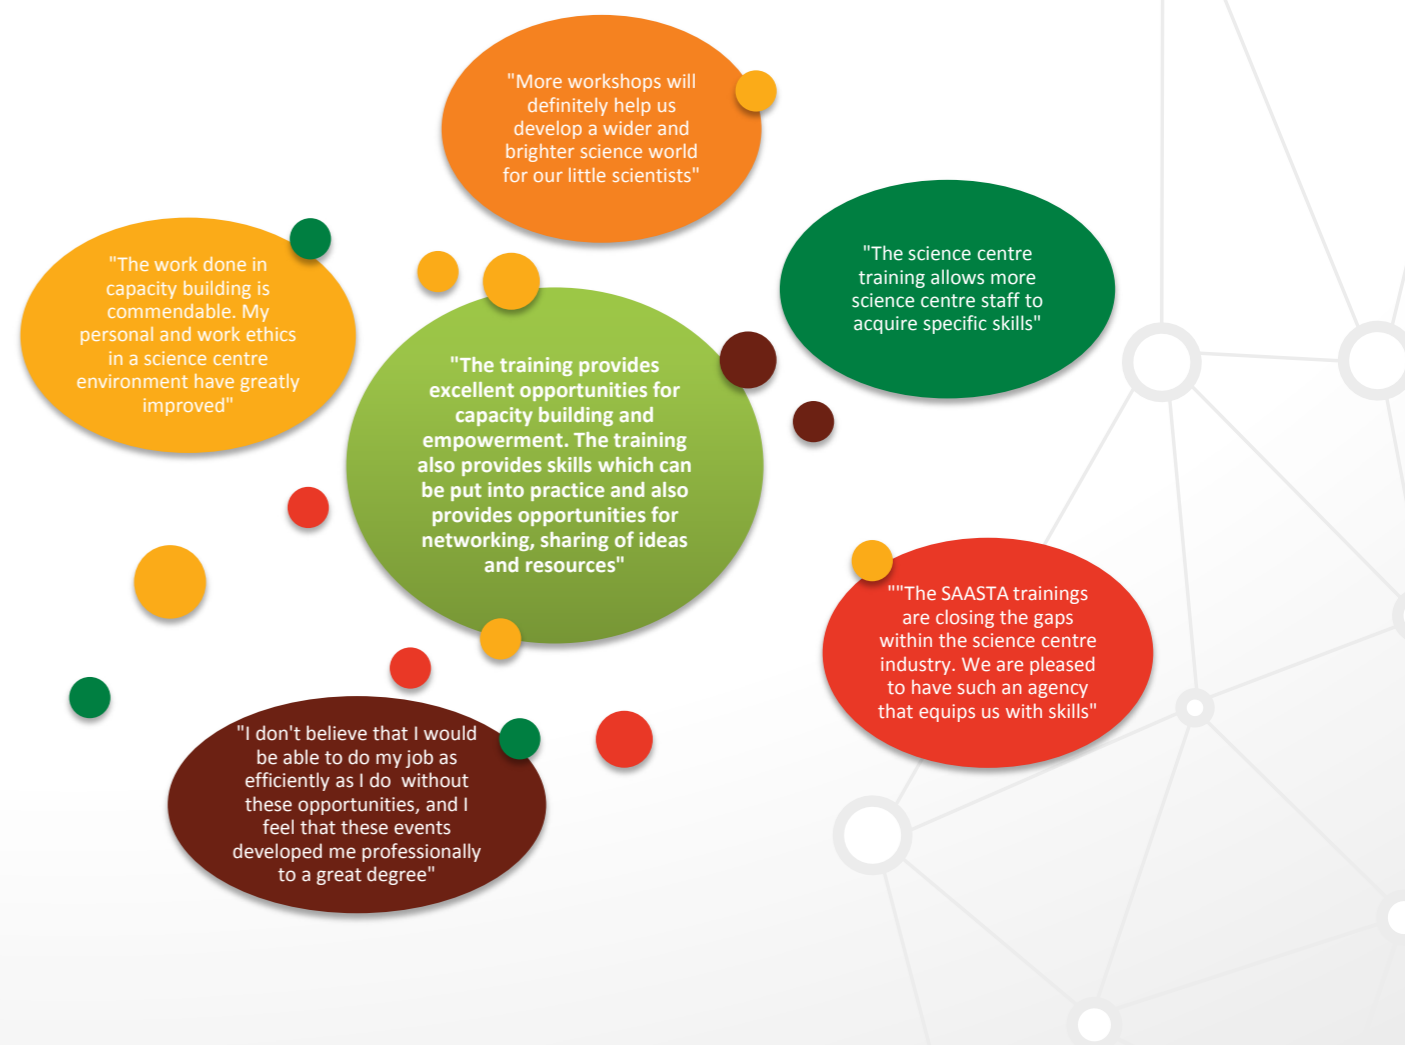 "More workshops will
definitely help us
develop a wider and
brighter science world
for our little scientists"
"The science centre
training allows more
science centre staff to
acquire specific skills"
"The work done in
capacity building is
commendable. My
personal and work ethics
in a science centre
environment have greatly
improved"
"The training provides
excellent opportunities for
capacity building and
empowerment. The training
also provides skills which can
be put into practice and also
provides opportunities for
networking, sharing of ideas
and resources"
""The SAASTA trainings
are closing the gaps
within the science centre
industry. We are pleased
to have such an agency
that equips us with skills"
"I don't believe that I would
be able to do my job as
efficiently as I do  without
these opportunities, and I
feel that these events
developed me professionally
to a great degree"